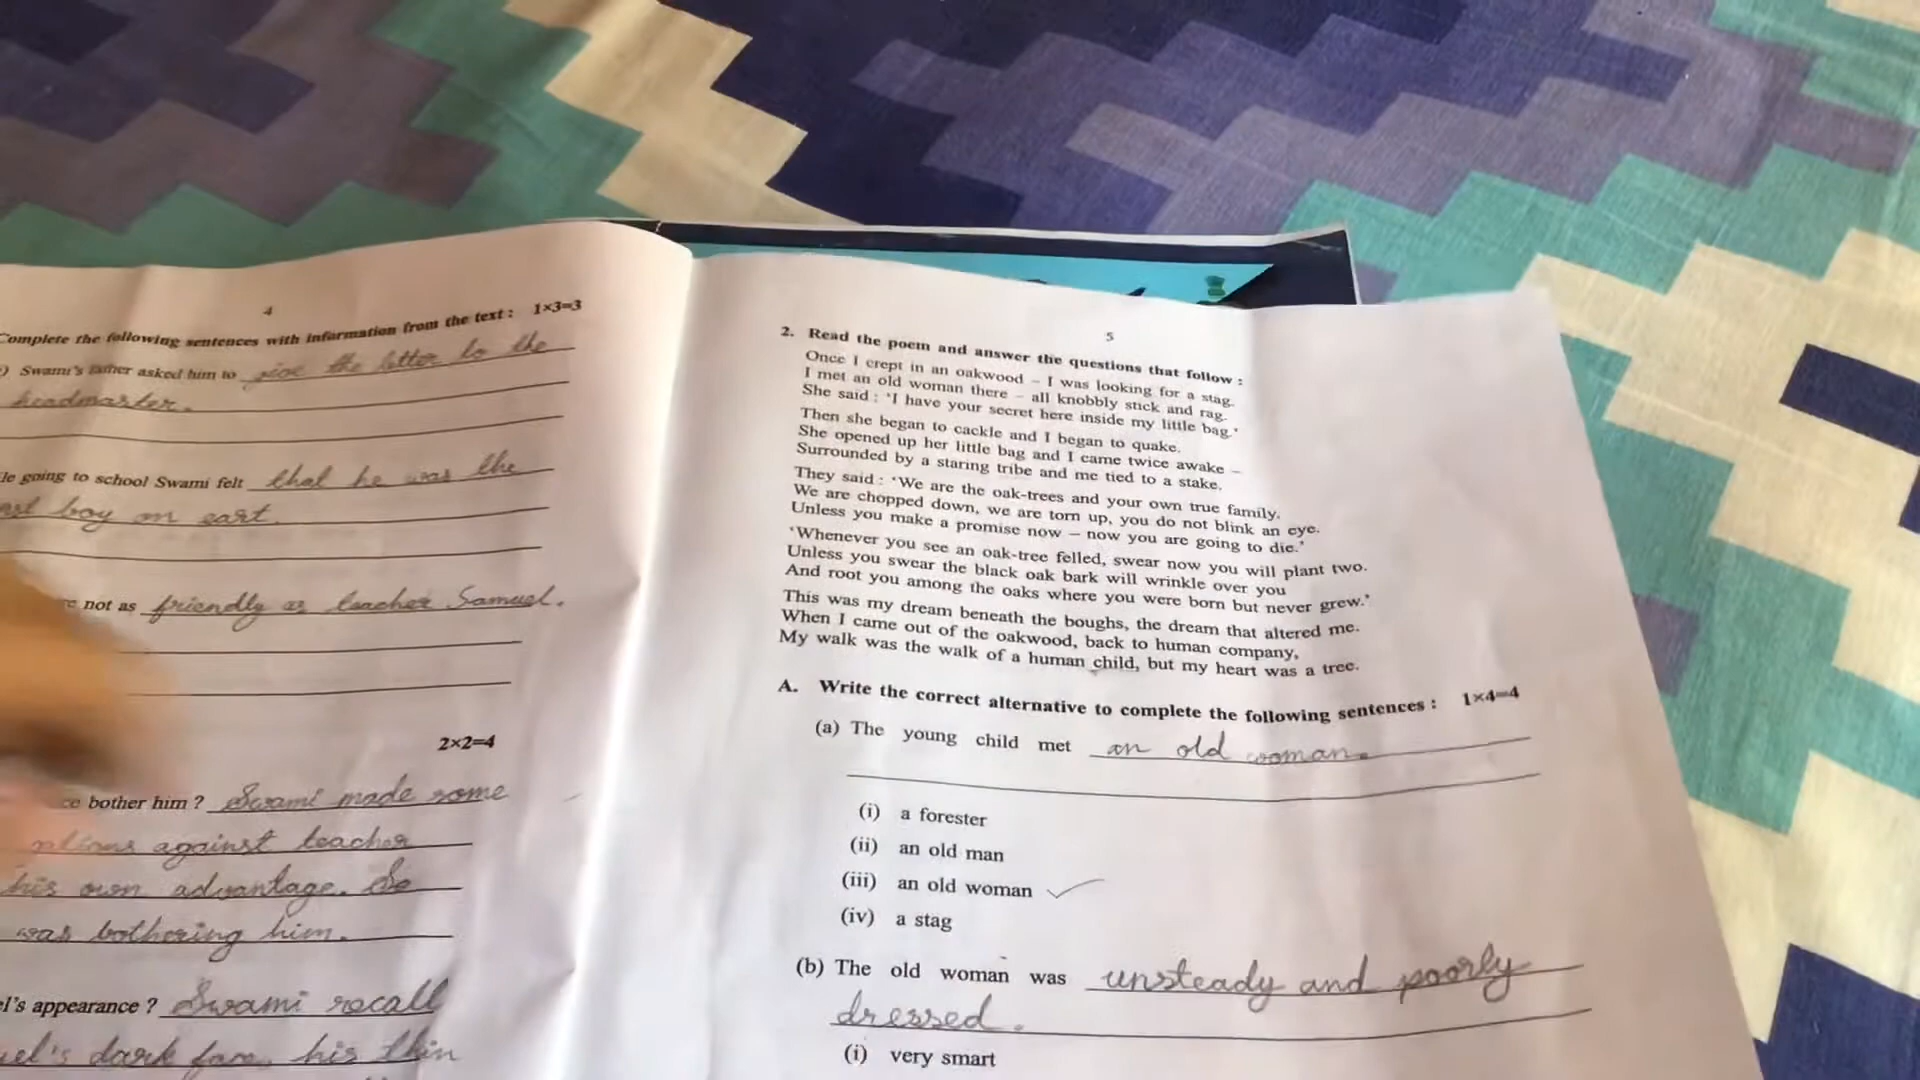 4
Complete the following sentences with information from the text : 1×3=3
Swami's father asked him to give the letter to the
headmaster.
going to school Swami felt that he was the
boy on eart.
not as friendly as teacher Samuel.
2×2=4
bother him ? Swami made some
against teacher
his own advantage. So
was bothering him.
appearance ? Swami recall
dark face, his thin
5
2. Read the poem and answer the questions that follow :
Once I crept in an oakwood – I was looking for a stag.
I met an old woman there – all knobbly stick and rag.
She said : 'I have your secret here inside my little bag.'
Then she began to cackle and I began to quake.
She opened up her little bag and I came twice awake –
Surrounded by a staring tribe and me tied to a stake.
They said : 'We are the oak-trees and your own true family.
We are chopped down, we are torn up, you do not blink an eye.
Unless you make a promise now – now you are going to die.'
'Whenever you see an oak-tree felled, swear now you will plant two.
Unless you swear the black oak bark will wrinkle over you
And root you among the oaks where you were born but never grew.'
This was my dream beneath the boughs, the dream that altered me.
When I came out of the oakwood, back to human company,
My walk was the walk of a human child, but my heart was a tree.
A. Write the correct alternative to complete the following sentences : 1×4=4
(a) The young child met an old woman.
(i) a forester
(ii) an old man
(iii) an old woman
(iv) a stag
(b) The old woman was unsteady and poorly
dressed.
(i) very smart